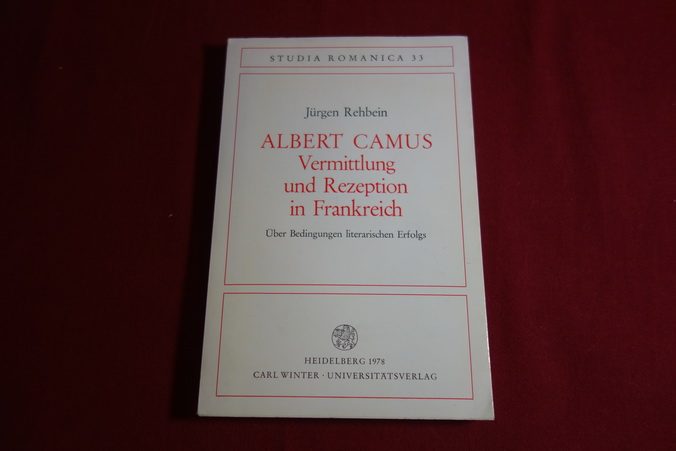 STUDIA ROMANICA 33
Jürgen Rehbein
ALBERT CAMUS
Vermittlung
und Rezeption
in Frankreich
Über Bedingungen literarischen Erfolgs
HEIDELBERG 1978
CARL WINTER · UNIVERSITÄTSVERLAG